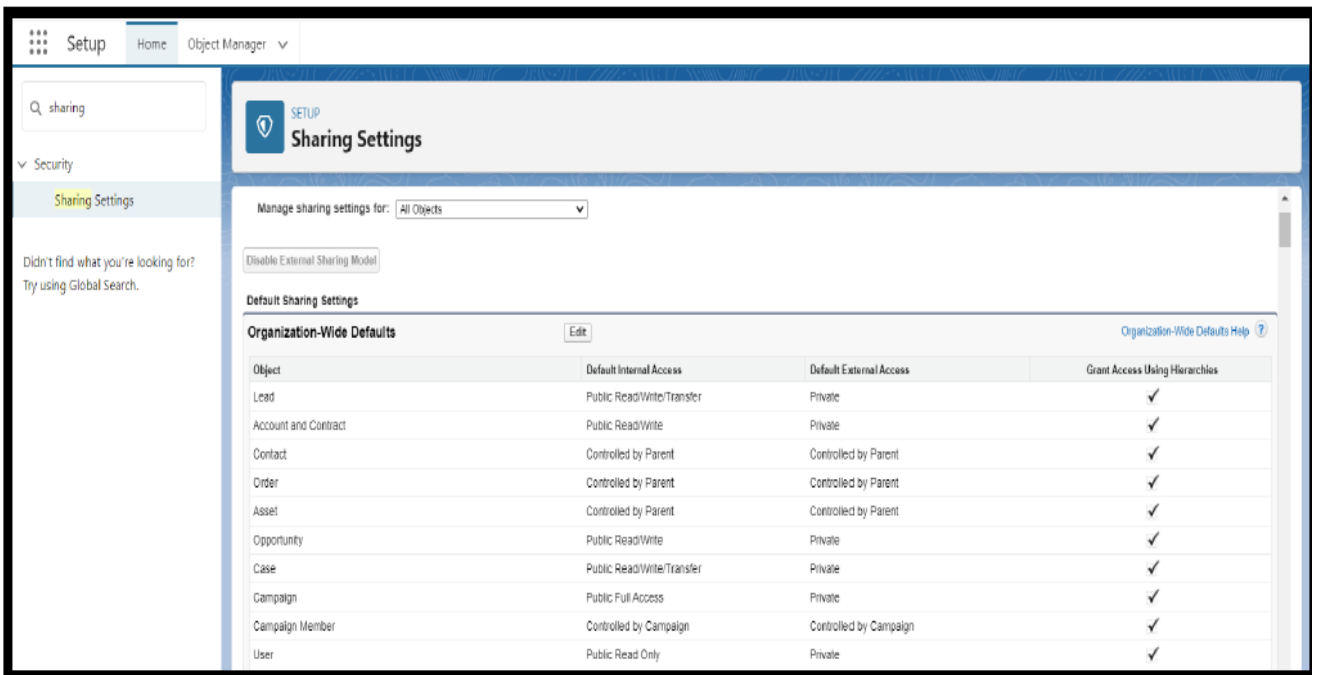 Setup Home Object Manager
sharing
Security
Sharing Settings
Didn't find what you're looking for?
Try using Global Search.
SETUP
Sharing Settings
Manage sharing settings for: All Objects
Disable External Sharing Model
Default Sharing Settings
Organization-Wide Defaults Edit Organization-Wide Defaults Help ?
Object Default Internal Access Default External Access Grant Access Using Hierarchies
Lead Public Read/Write/Transfer Private ✓
Account and Contract Public Read/Write Private ✓
Contact Controlled by Parent Controlled by Parent ✓
Order Controlled by Parent Controlled by Parent ✓
Asset Controlled by Parent Controlled by Parent ✓
Opportunity Public Read/Write Private ✓
Case Public Read/Write/Transfer Private ✓
Campaign Public Full Access Private ✓
Campaign Member Controlled by Campaign Controlled by Campaign ✓
User Public Read Only Private ✓